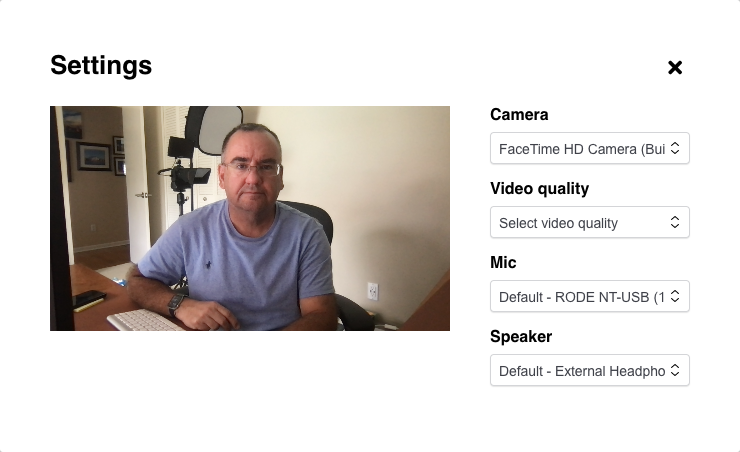 Settings
Camera
FaceTime HD Camera (Bui
Video quality
Select video quality
Mic
Default - RODE NT-USB (1
Speaker
Default - External Headpho